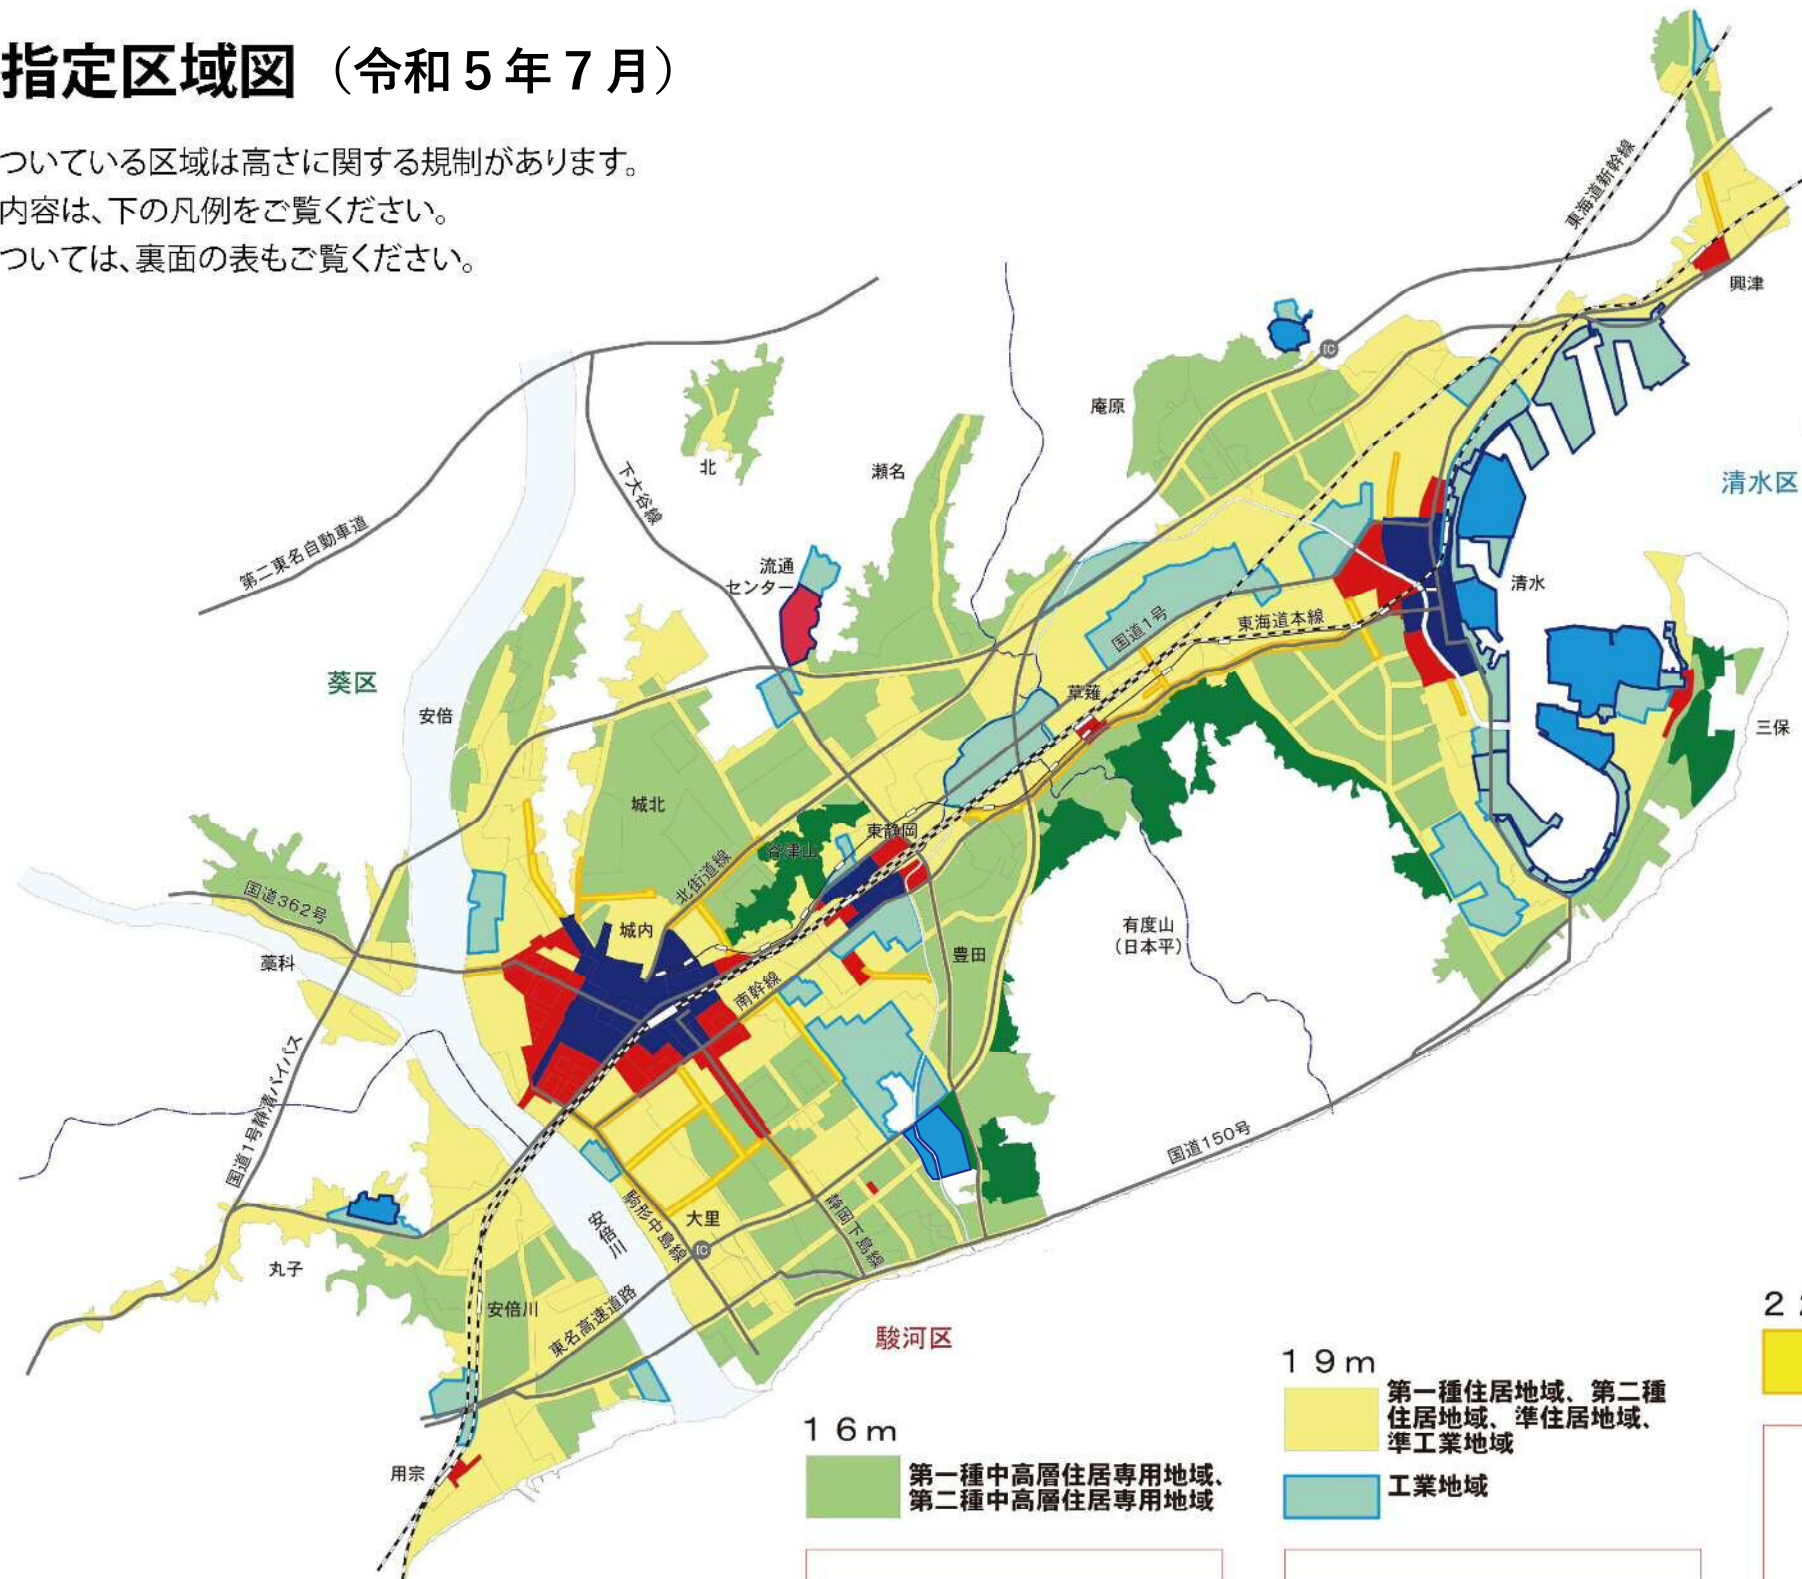 指定区域図（令和５年７月）
ついている区域は高さに関する規制があります。
内容は、下の凡例をご覧ください。
ついては、裏面の表もご覧ください。
東海道新幹線
興津
IC
庵原
北
瀬名
下大谷線
清水区
第二東名自動車道
流通
センター
清水
国道1号
東海道本線
葵区
草薙
安倍
三保
城北
東静岡
谷津山
北街道線
国道362号
城内
有度山
（日本平）
豊田
藁科
南幹線
国道1号静清バイパス
国道150号
駒形中島線
静岡下島線
大里
安倍川
IC
丸子
安倍川
東名高速道路
駿河区
用宗
１６ｍ
第一種中高層住居専用地域、
第二種中高層住居専用地域
１９ｍ
第一種住居地域、第二種
住居地域、準住居地域、
準工業地域
工業地域
２